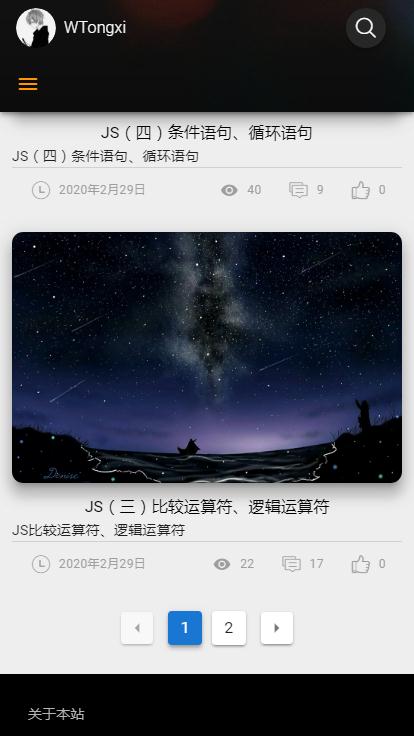 WTongxi
JS（四）条件语句、循环语句
JS（四）条件语句、循环语句
2020年2月29日 40 9 0
Denise
JS（三）比较运算符、逻辑运算符
JS比较运算符、逻辑运算符
2020年2月29日 22 17 0
1 2
关于本站